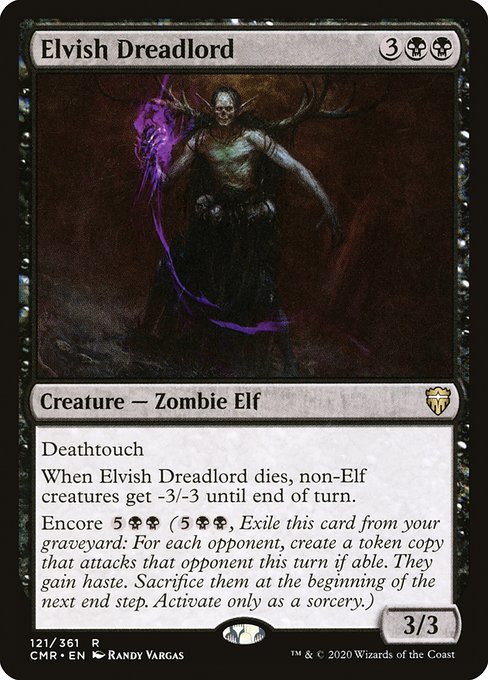 Elvish Dreadlord 3
Creature — Zombie Elf
Deathtouch
When Elvish Dreadlord dies, non-Elf
creatures get -3/-3 until end of turn.
Encore 5 (5, Exile this card from your
graveyard: For each opponent, create a token copy
that attacks that opponent this turn if able. They
gain haste. Sacrifice them at the beginning of the
next end step. Activate only as a sorcery.)
3/3
121/361 R
CMR • EN Randy Vargas
™ & © 2020 Wizards of the Coast